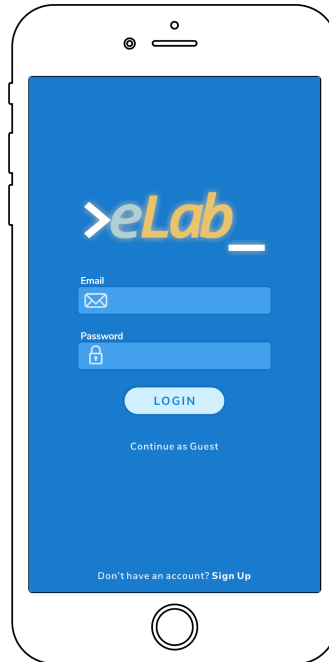 >eLab_
Email
Password
LOGIN
Continue as Guest
Don't have an account? Sign Up